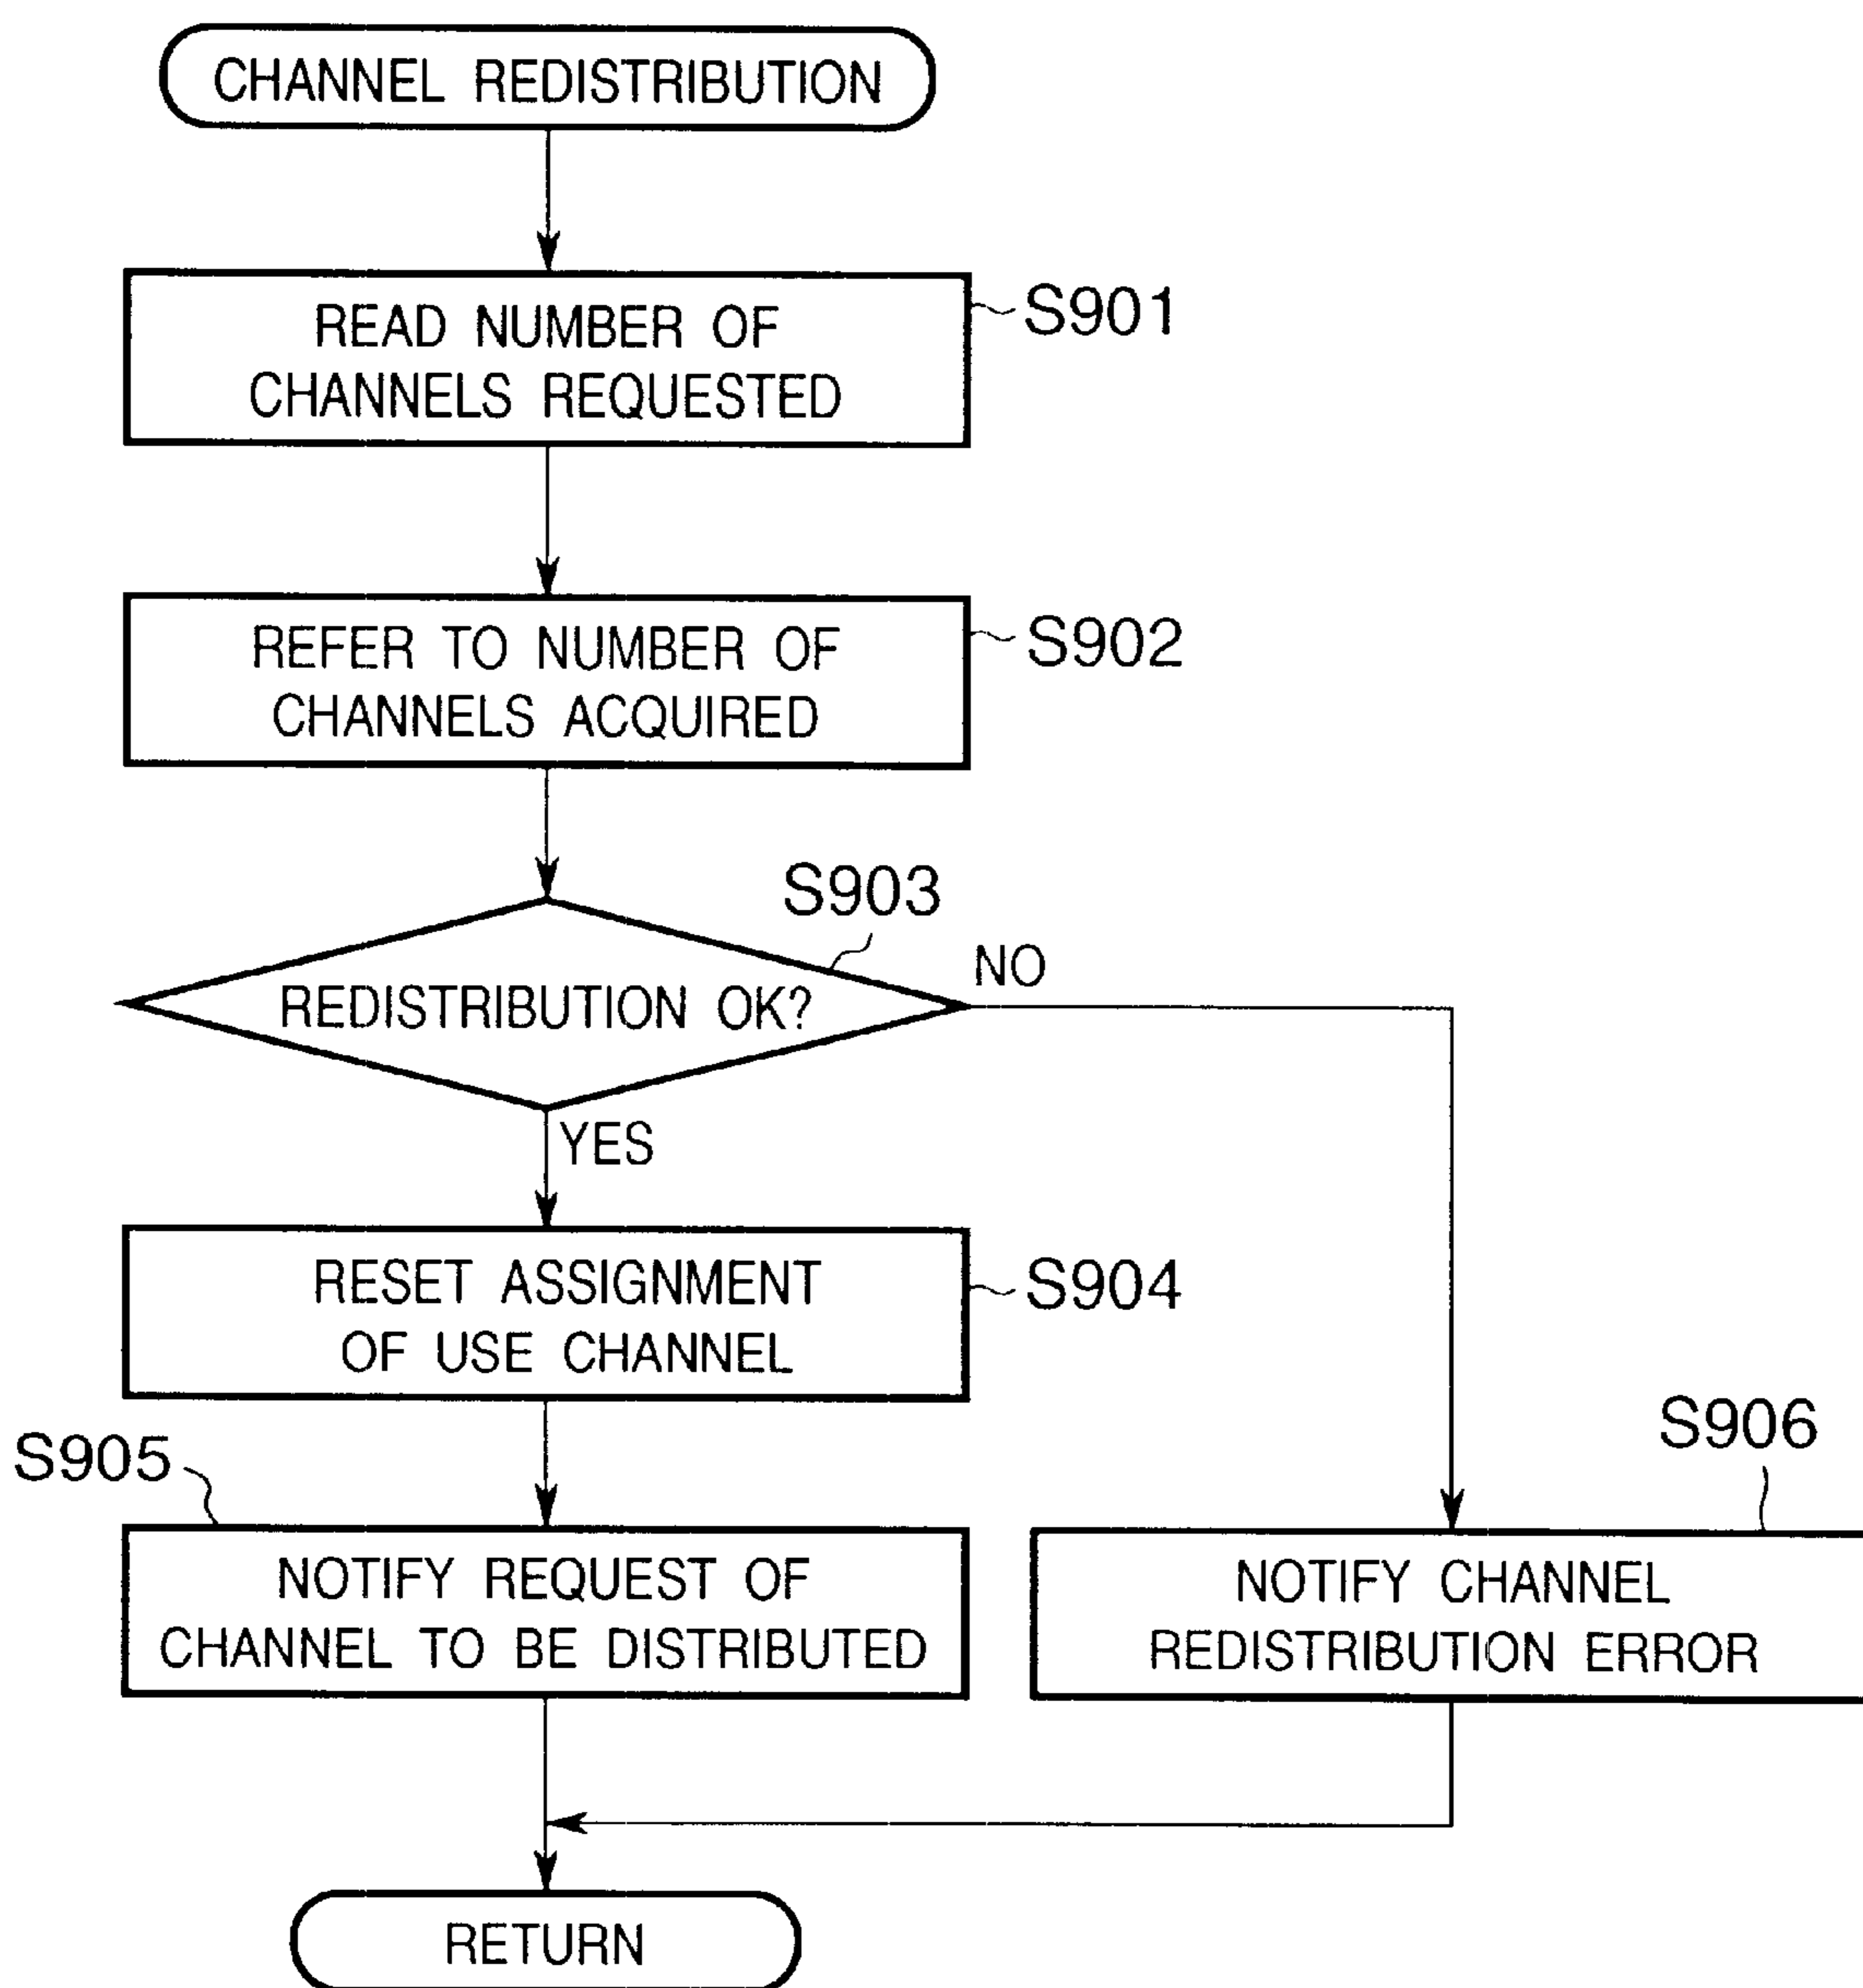 CHANNEL REDISTRIBUTION
READ NUMBER OF
CHANNELS REQUESTED
S901
REFER TO NUMBER OF
CHANNELS ACQUIRED
S902
S903
REDISTRIBUTION OK?
NO
YES
RESET ASSIGNMENT
OF USE CHANNEL
S904
S905
NOTIFY REQUEST OF
CHANNEL TO BE DISTRIBUTED
S906
NOTIFY CHANNEL
REDISTRIBUTION ERROR
RETURN